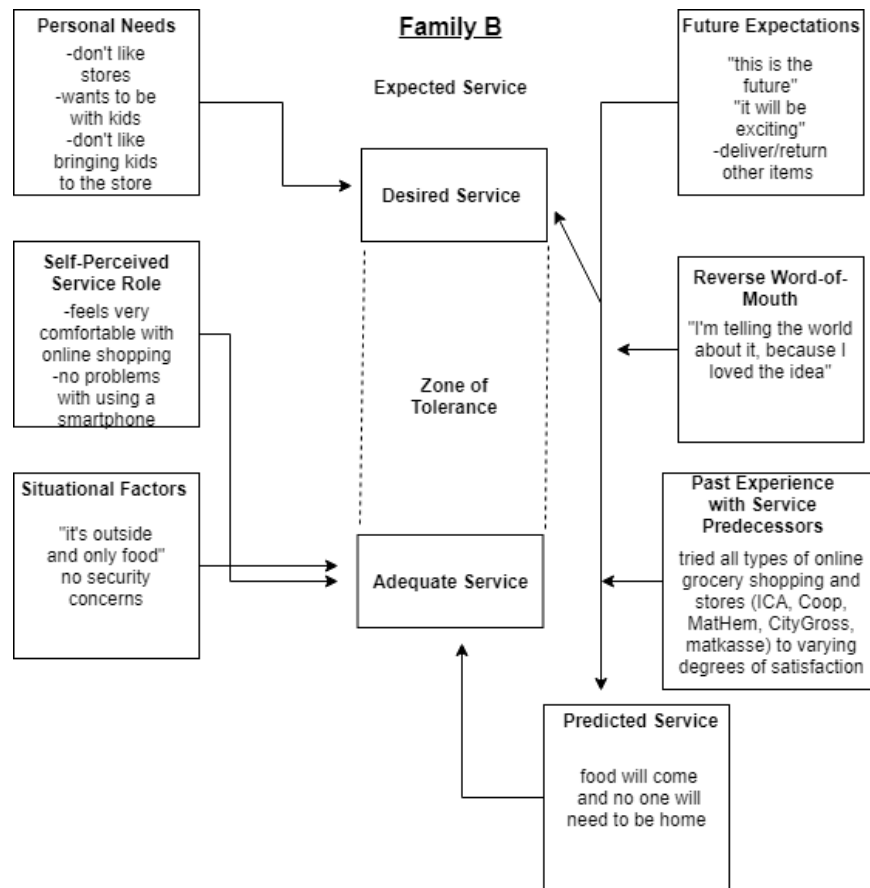 Family B
Expected Service
Personal Needs
-don't like
stores
-wants to be
with kids
-don't like
bringing kids
to the store
Desired Service
Future Expectations
"this is the
future"
"it will be
exciting"
-deliver/return
other items
Self-Perceived
Service Role
-feels very
comfortable with
online shopping
-no problems
with using a
smartphone
Zone of
Tolerance
Reverse Word-of-
Mouth
"I'm telling the world
about it, because I
loved the idea"
Situational Factors
"it's outside
and only food"
no security
concerns
Adequate Service
Past Experience
with Service
Predecessors
tried all types of online
grocery shopping and
stores (ICA, Coop,
MatHem, CityGross,
matkasse) to varying
degrees of satisfaction
Predicted Service
food will come
and no one will
need to be home